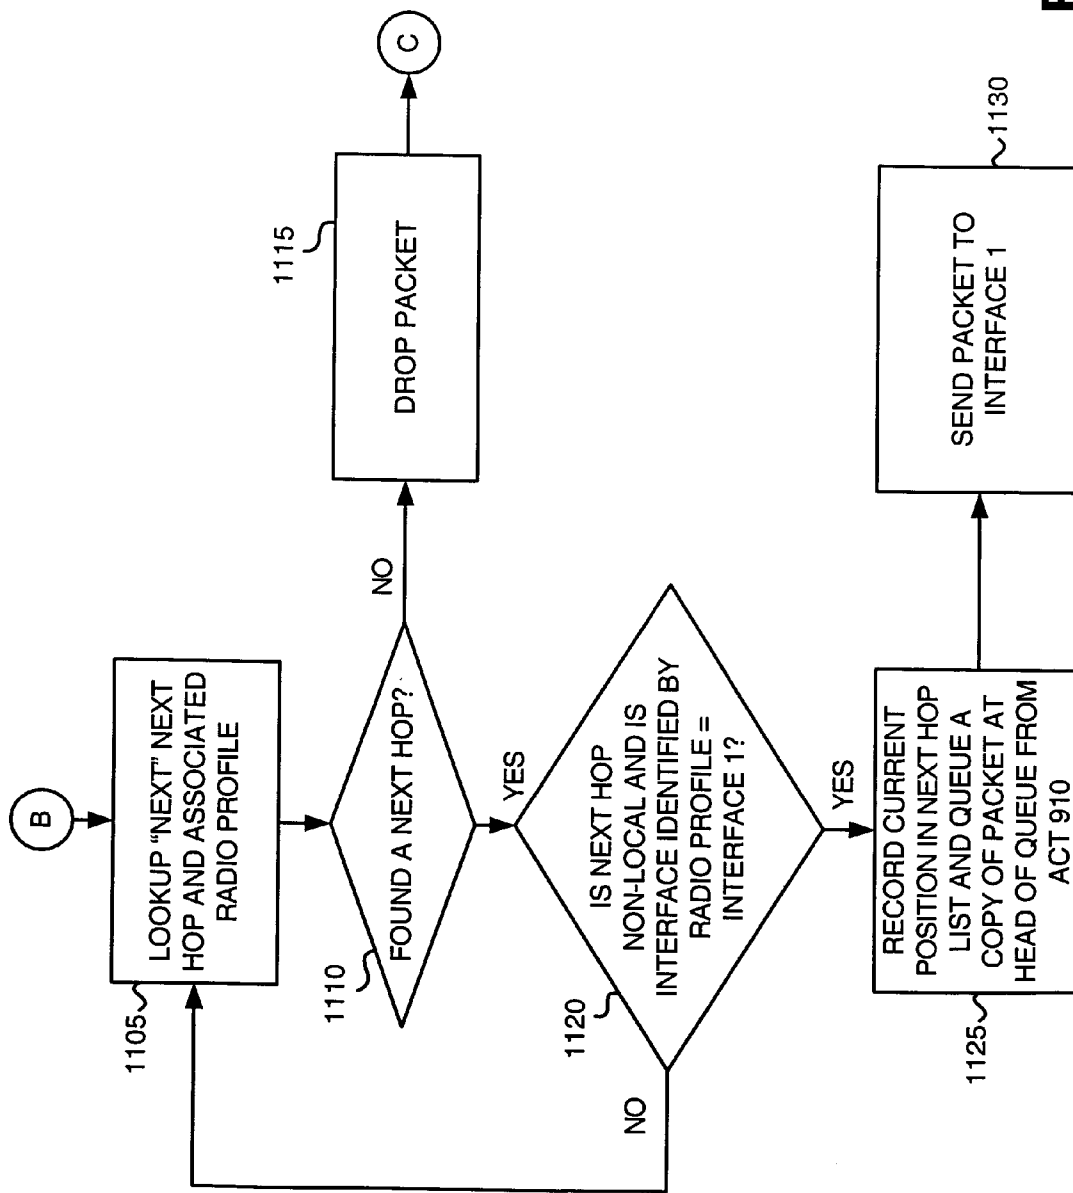 B
LOOKUP "NEXT" NEXT
HOP AND ASSOCIATED
RADIO PROFILE
1105
FOUND A NEXT HOP?
1110
NO
1115
DROP PACKET
C
YES
IS NEXT HOP
NON-LOCAL AND IS
INTERFACE IDENTIFIED BY
RADIO PROFILE =
INTERFACE 1?
1120
NO
YES
RECORD CURRENT
POSITION IN NEXT HOP
LIST AND QUEUE A
COPY OF PACKET AT
HEAD OF QUEUE FROM
ACT 910
1125
SEND PACKET TO
INTERFACE 1
1130